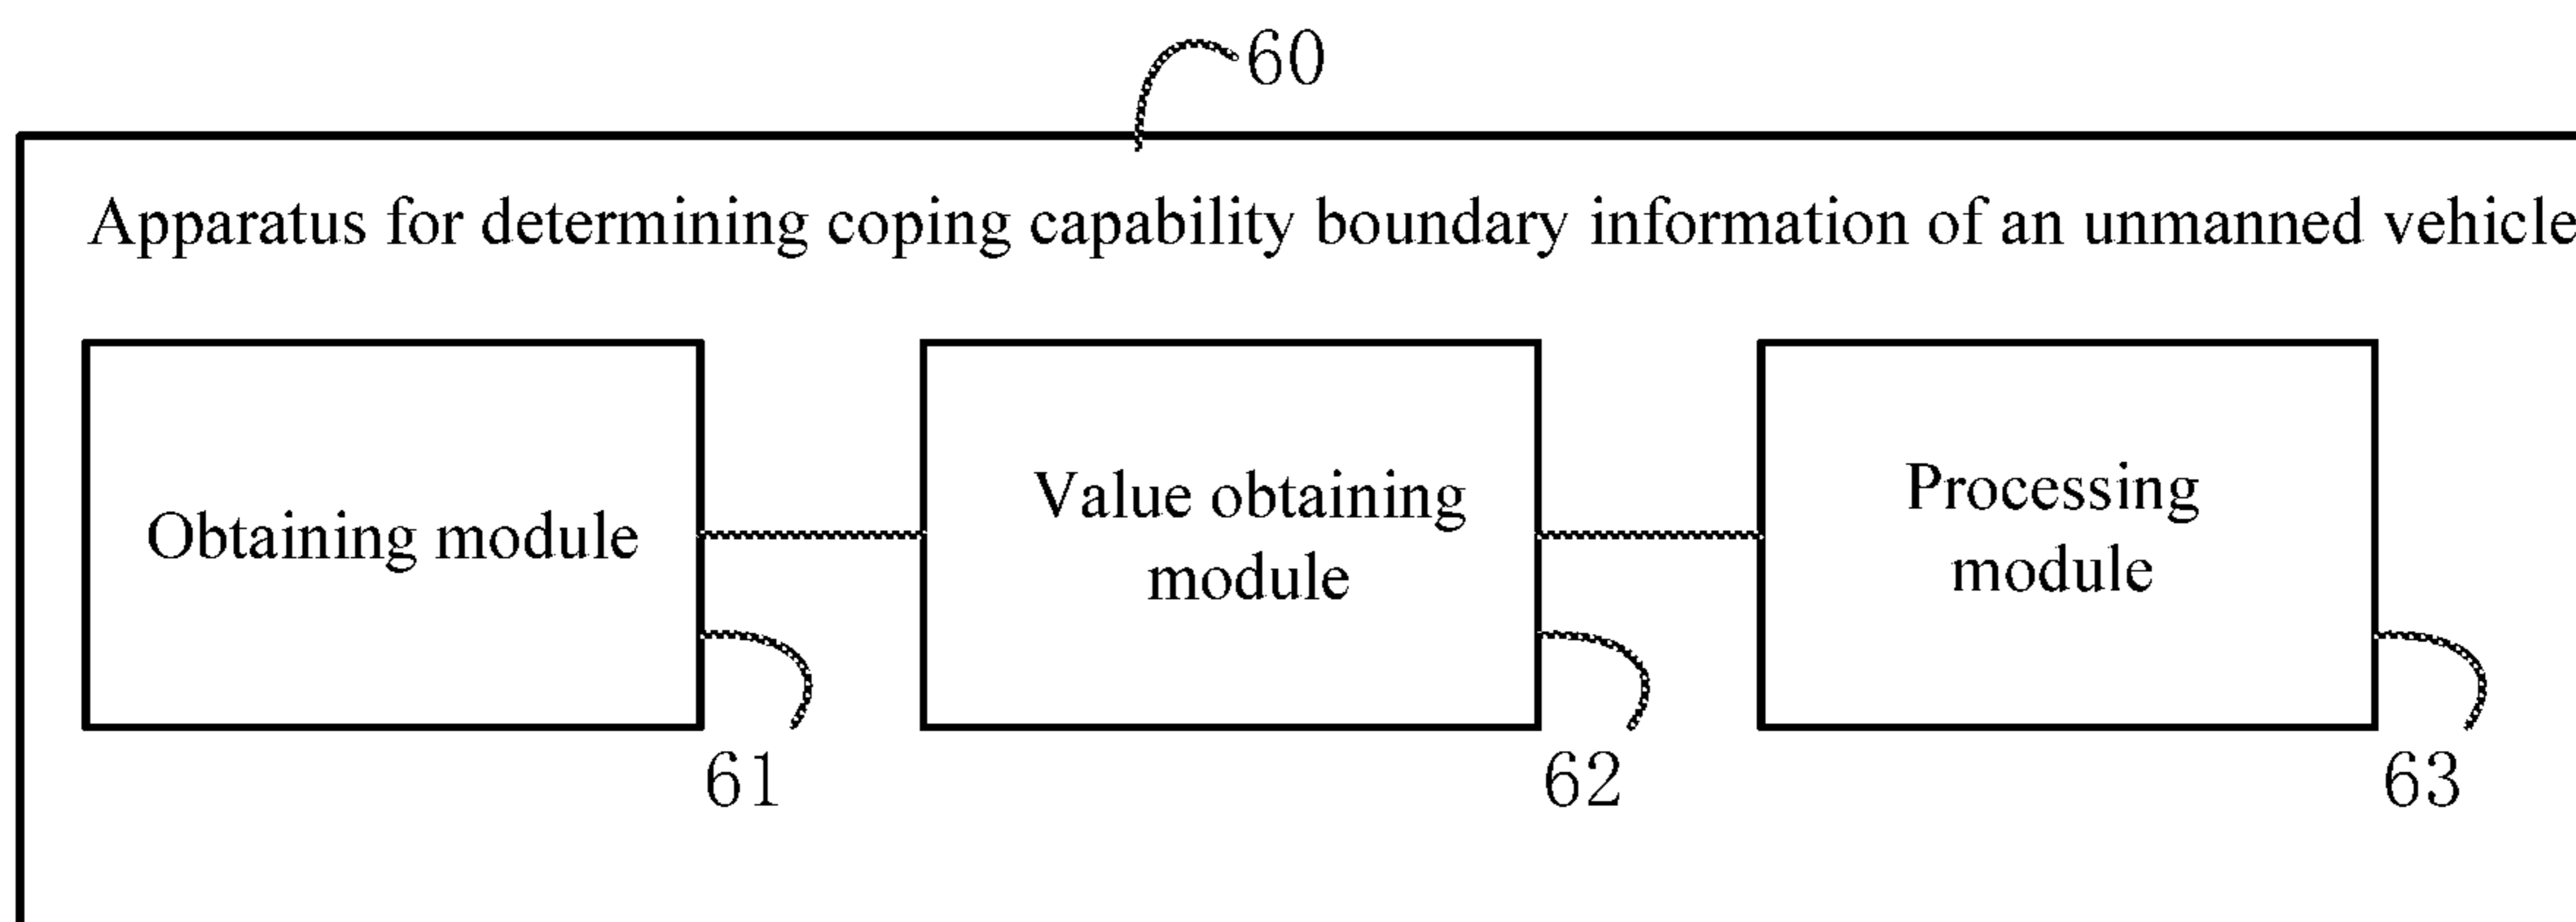 60
Apparatus for determining coping capability boundary information of an unmanned vehicle
Obtaining module
Value obtaining
module
Processing
module
61
62
63